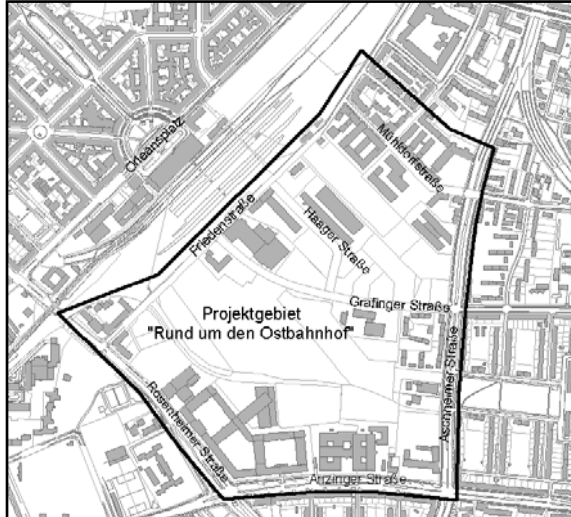 Orleansplatz
Mühldorfstraße
Friedenstraße
Haager Straße
Grafinger Straße
Projektgebiet
"Rund um den Ostbahnhof"
Aschheimer Straße
Rosenheimer Straße
Anzinger Straße